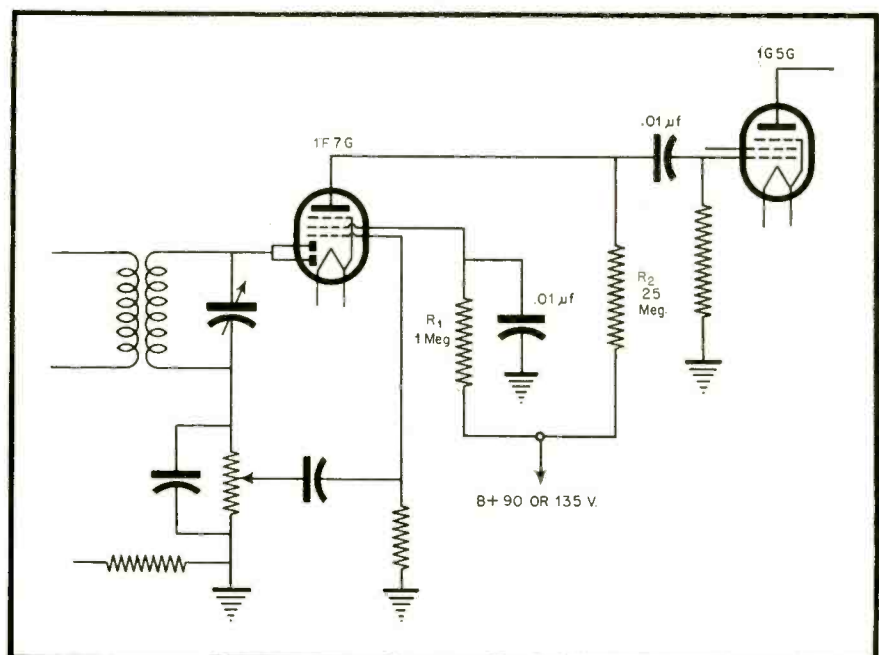 1G5G
.01 µf
1F7G
R2
25
Meg.
.01 µf
R1
1 Meg
B+ 90 OR 135 V.